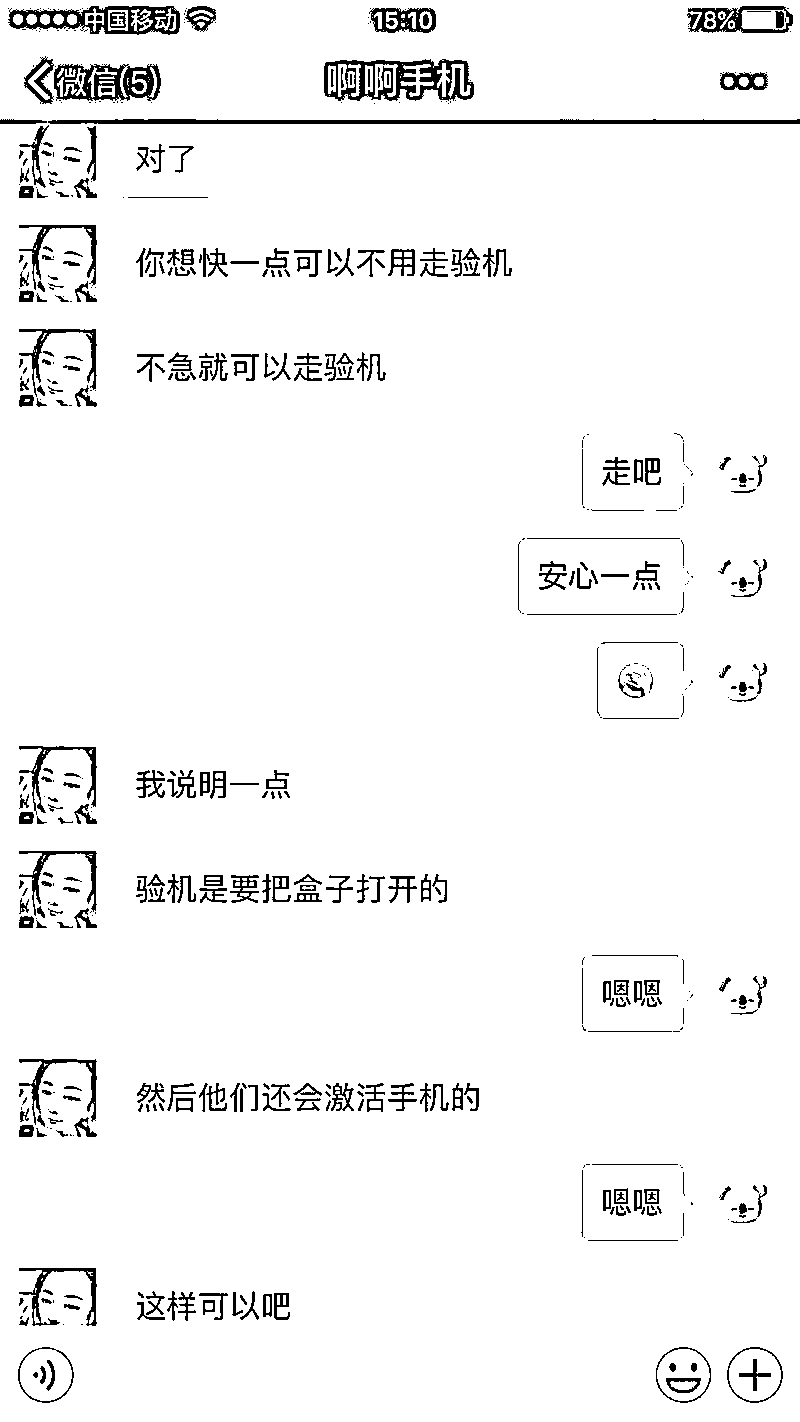 中国移动 15:10 78%
微信(5) 啊啊手机
对了
你想快一点可以不用走验机
不急就可以走验机
走吧
安心一点
我说明一点
验机是要把盒子打开的
嗯嗯
然后他们还会激活手机的
嗯嗯
这样可以吧